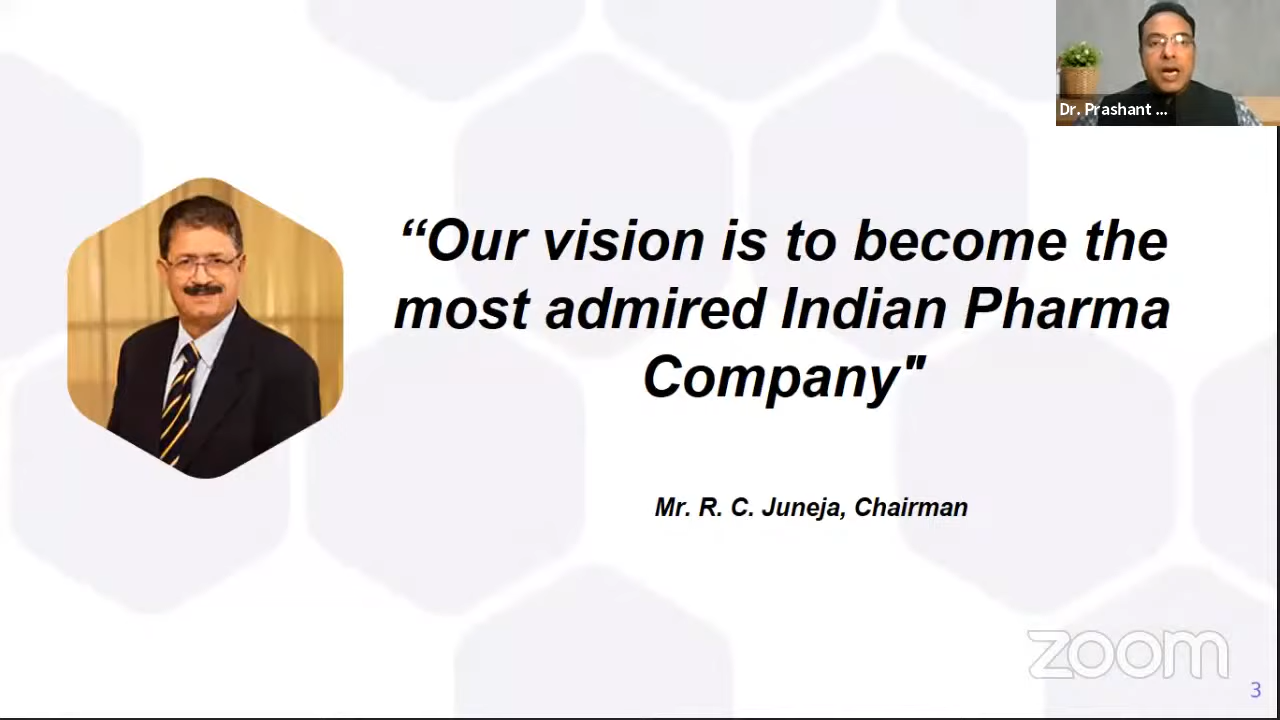 Dr. Prashant ...
“Our vision is to become the
most admired Indian Pharma
Company"
Mr. R. C. Juneja, Chairman
zoom
3